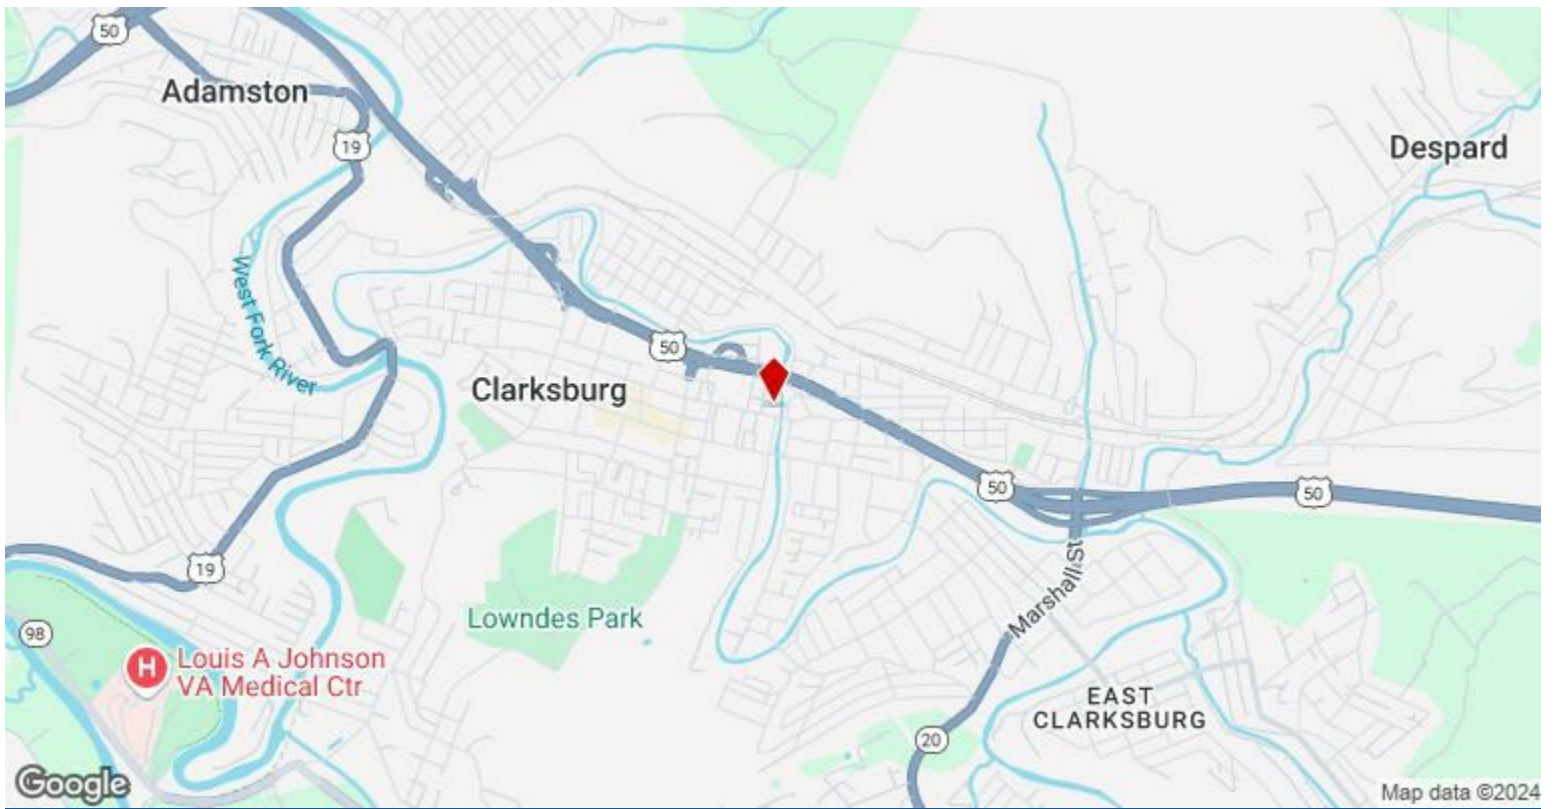 50
Adamston
19
Despard
West Fork River
50
Clarksburg
50
50
19
Marshall St
Lowndes Park
98
Louis A Johnson
VA Medical Ctr
EAST
CLARKSBURG
20
Google
Map data ©2024